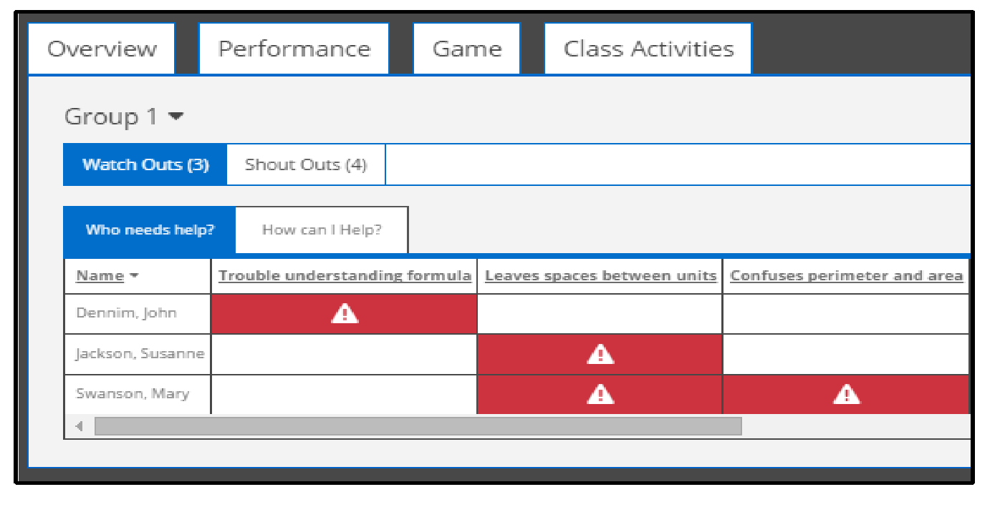 Overview Performance Game Class Activities
Group 1
Watch Outs (3) Shout Outs (4)
Who needs help? How can I Help?
Name Trouble understanding formula Leaves spaces between units Confuses perimeter and area
Dennim, John
Jackson, Susanne
Swanson, Mary